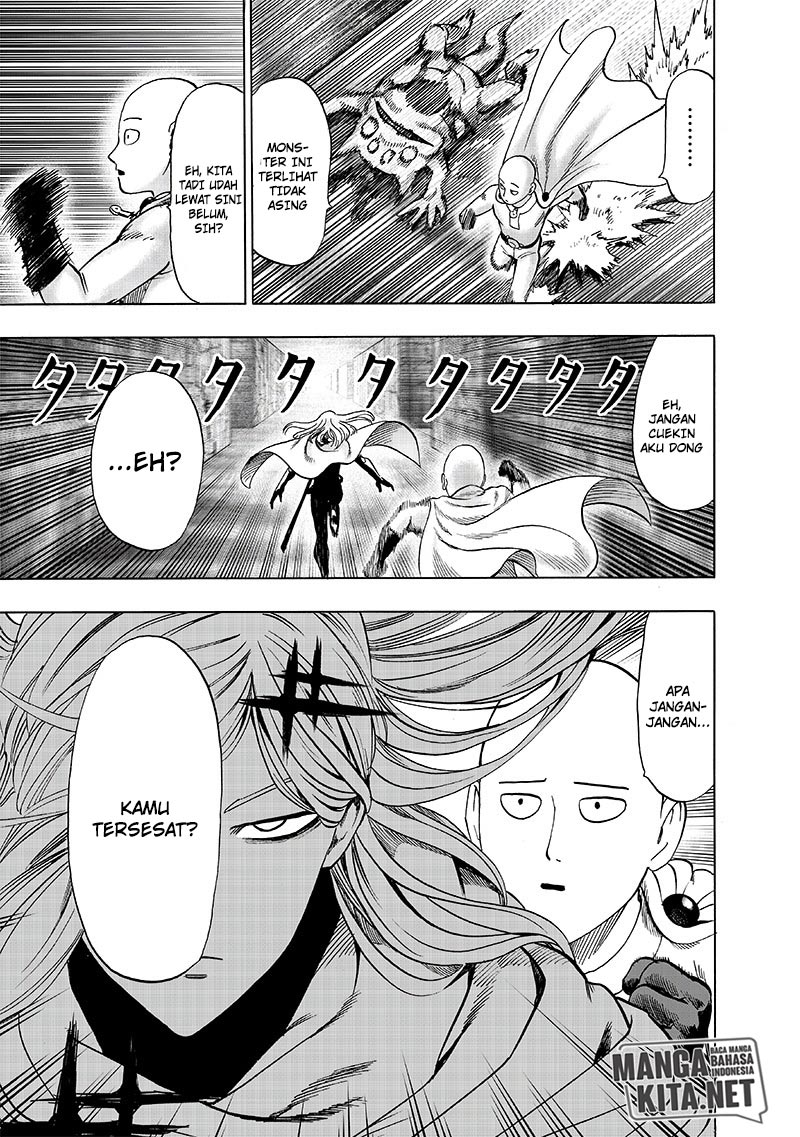 .........
MONS-
TER INI
TERLIHAT
TIDAK
ASING
EH, KITA
TADI UDAH
LEWAT SINI
BELUM,
SIH?
EH,
JANGAN
CUEKIN
AKU DONG
タタタタタタタタタ
...EH?
APA
JANGAN-
JANGAN...
KAMU
TERSESAT?
MANGA
KITA.NET
BACA MANGA
BAHASA
INDONESIA